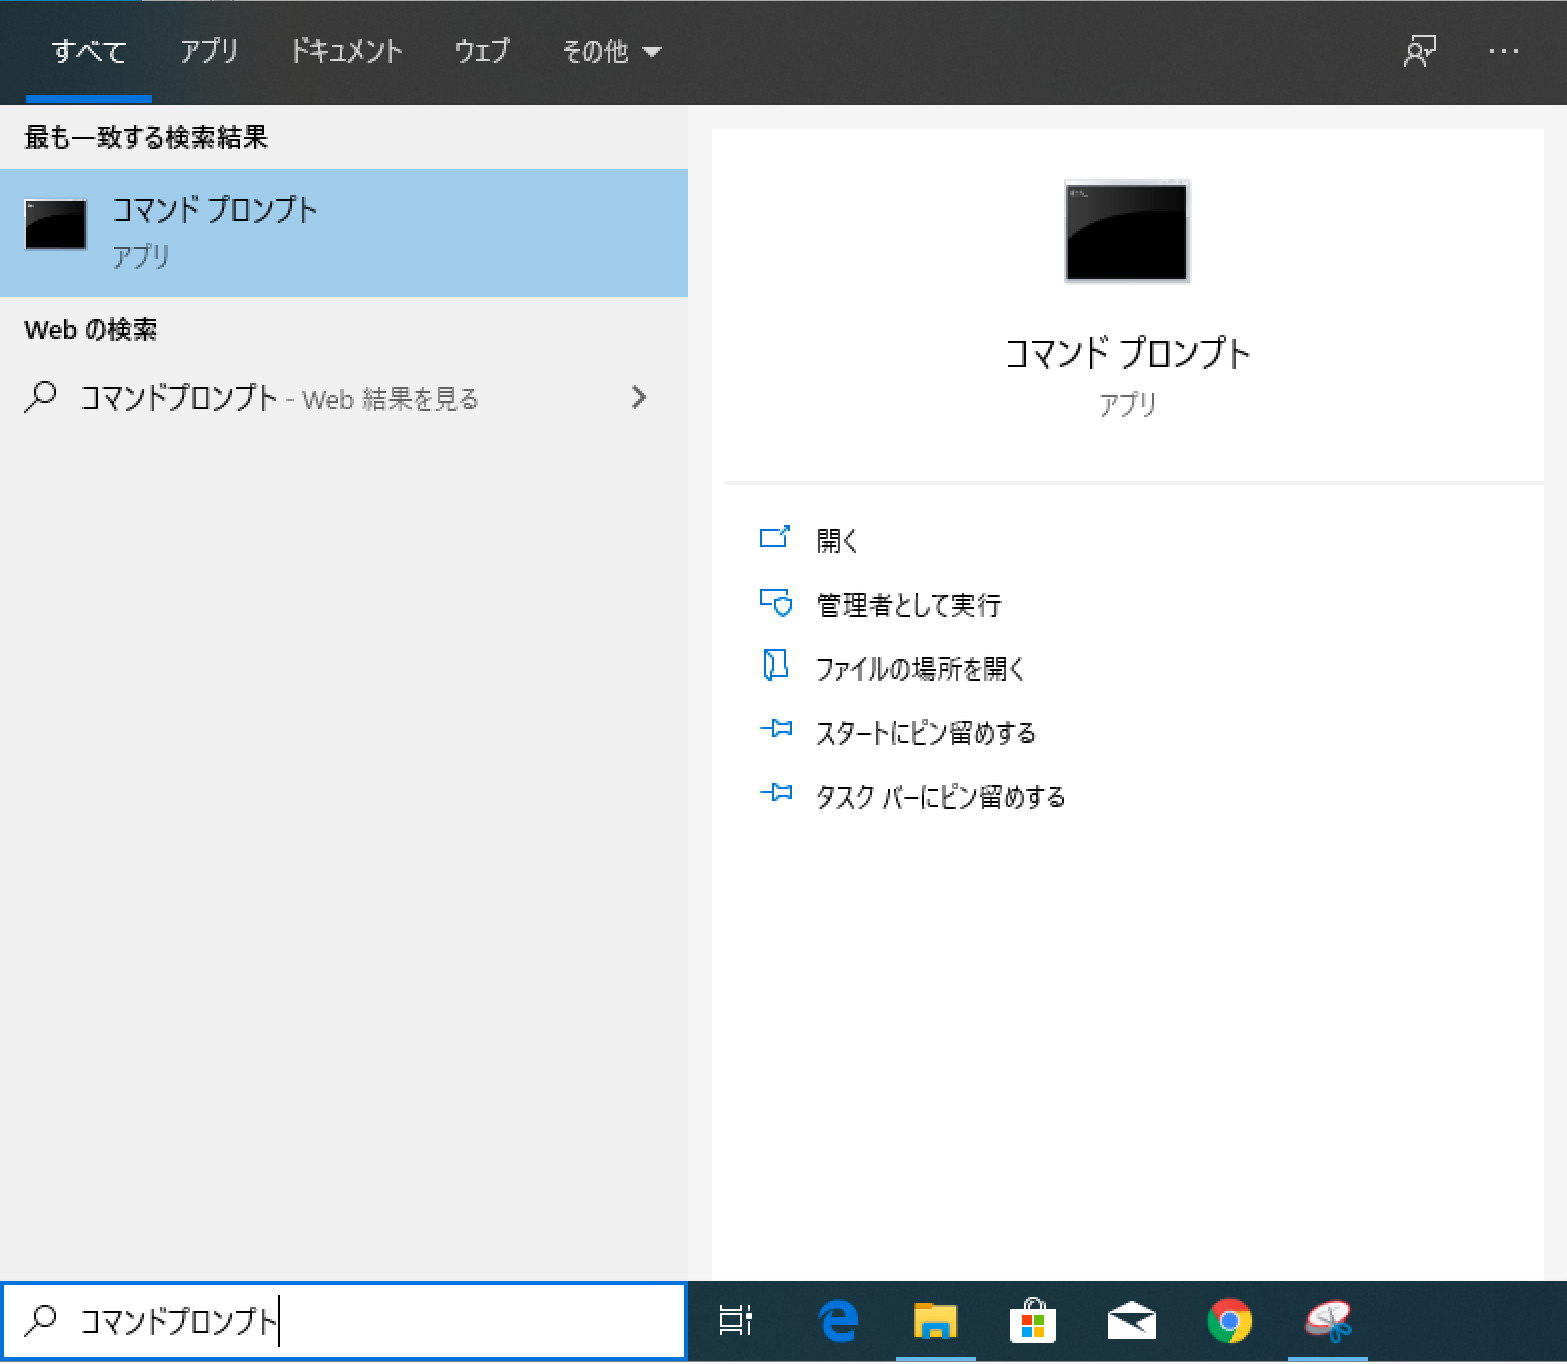 すべて アプリ ドキュメント ウェブ その他
最も一致する検索結果
コマンド プロンプト
アプリ
Web の検索
コマンドプロンプト - Web 結果を見る
コマンド プロンプト
アプリ
開く
管理者として実行
ファイルの場所を開く
スタートにピン留めする
タスク バーにピン留めする
コマンドプロンプト